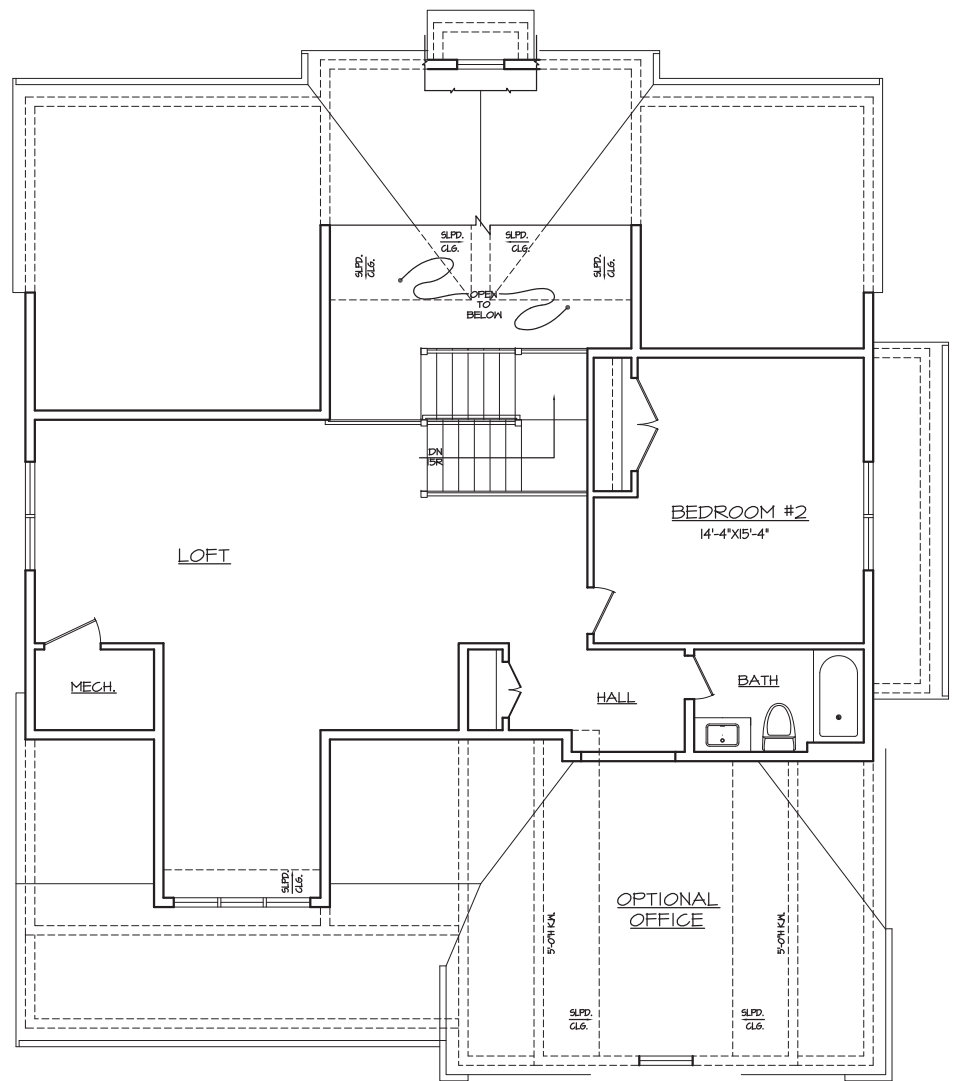 SLPD.
CLG.
SLPD.
CLG.
SLPD.
CLG.
SLPD.
CLG.
OPEN
TO
BELOW
DN
15R
BEDROOM #2
14'-4"X15'-4"
LOFT
MECH.
HALL
BATH
SLPD.
CLG.
OPTIONAL
OFFICE
5'-0"H K.W.
5'-0"H K.W.
SLPD.
CLG.
SLPD.
CLG.